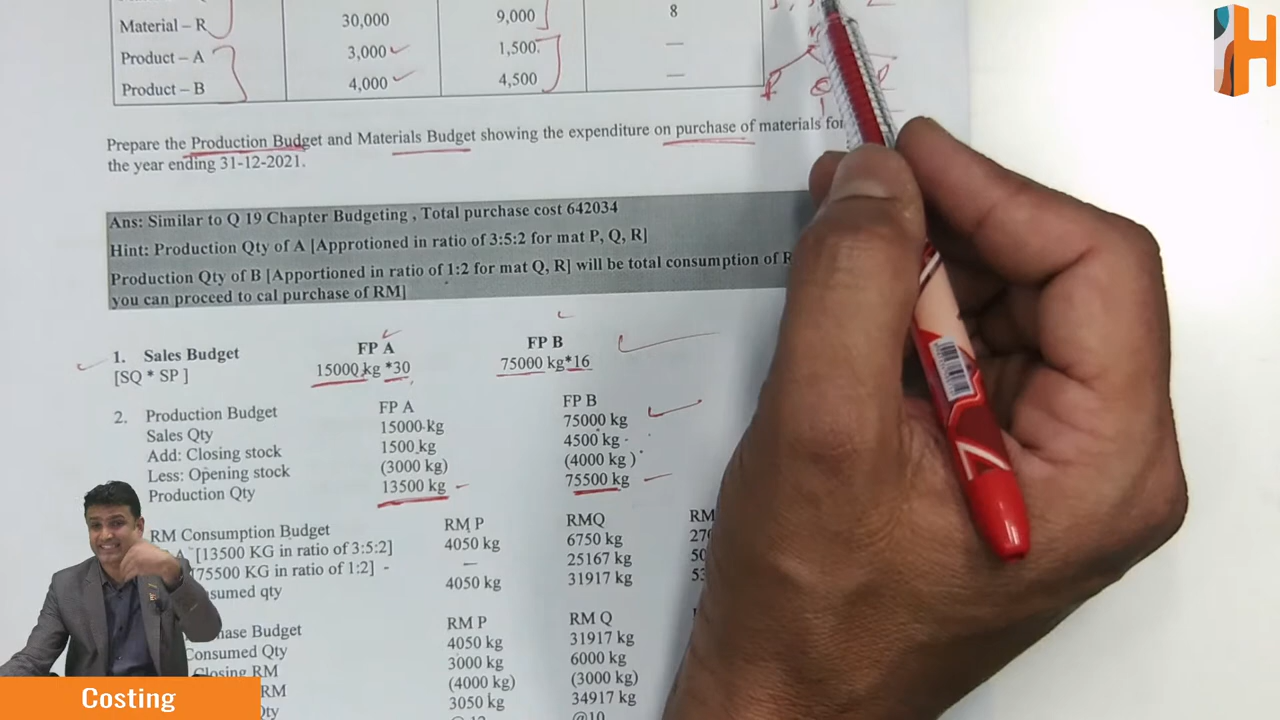 Material – R 30,000 9,000 8
Product – A 3,000 1,500 —
Product – B 4,000 4,500 —
P Q R
Prepare the Production Budget and Materials Budget showing the expenditure on purchase of materials for
the year ending 31-12-2021.
Ans: Similar to Q 19 Chapter Budgeting , Total purchase cost 642034
Hint: Production Qty of A [Approtioned in ratio of 3:5:2 for mat P, Q, R]
Production Qty of B [Apportioned in ratio of 1:2 for mat Q, R] will be total consumption of R
you can proceed to cal purchase of RM]
1. Sales Budget FP A FP B
[SQ * SP ] 15000 kg *30 75000 kg*16
2. Production Budget FP A FP B
Sales Qty 15000 kg 75000 kg
Add: Closing stock 1500 kg 4500 kg
Less: Opening stock (3000 kg) (4000 kg )
Production Qty 13500 kg 75500 kg
RM Consumption Budget RM P RMQ RM
A [13500 KG in ratio of 3:5:2] 4050 kg 6750 kg 270
[75500 KG in ratio of 1:2] - — 25167 kg 50
sumed qty 4050 kg 31917 kg 53
hase Budget RM P RM Q
Consumed Qty 4050 kg 31917 kg
Closing RM 3000 kg 6000 kg
RM (4000 kg) (3000 kg)
ty 3050 kg 34917 kg
@10
Costing